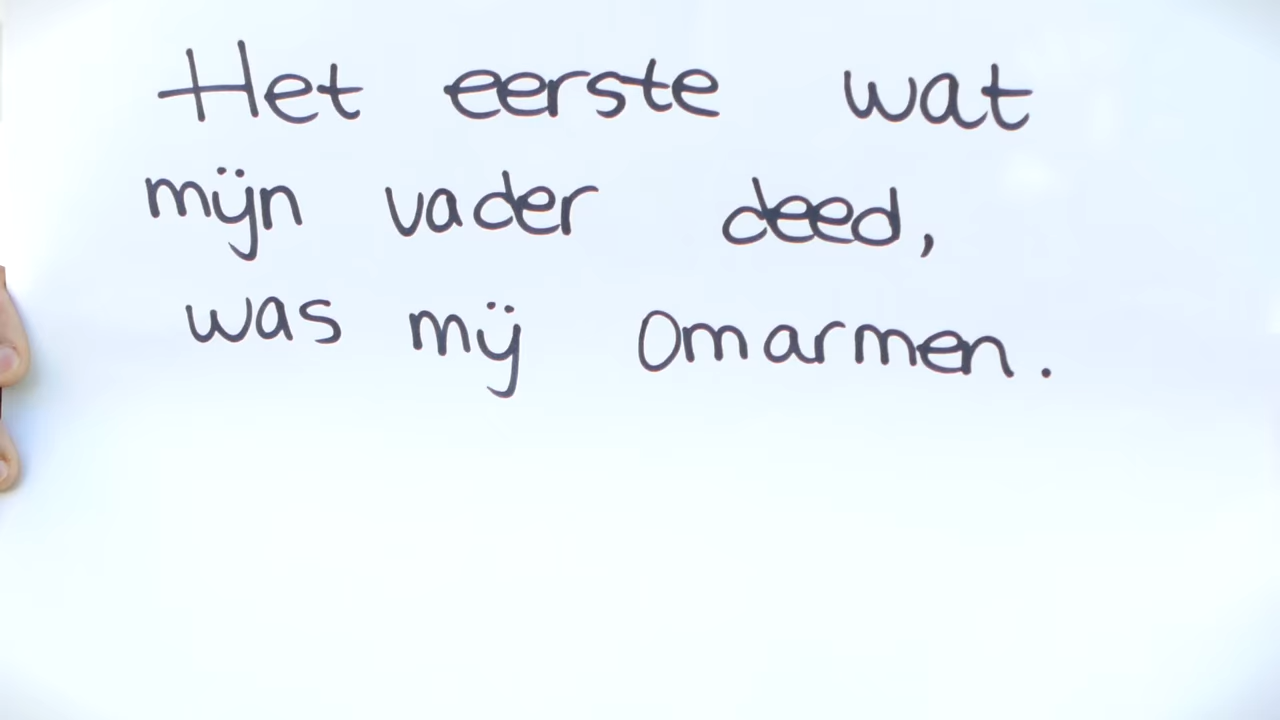 Het eerste wat
mijn vader deed,
was mij omarmen.